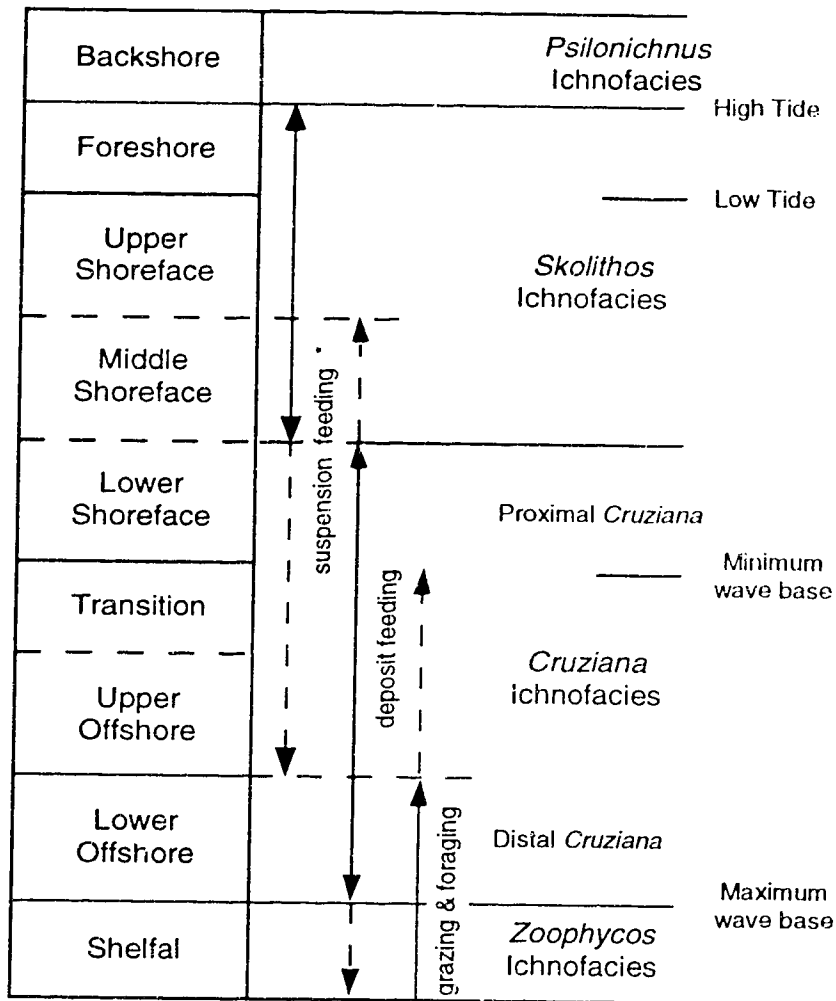 Backshore
Psilonichnus
Ichnofacies
High Tide
Foreshore
Low Tide
Upper
Shoreface
Skolithos
Ichnofacies
Middle
Shoreface
suspension feeding
Lower
Shoreface
Proximal Cruziana
Minimum
wave base
Transition
deposit feeding
Cruziana
ichnofacies
Upper
Offshore
Lower
Offshore
Distal Cruziana
grazing & foraging
Maximum
wave base
Shelfal
Zoophycos
Ichnofacies